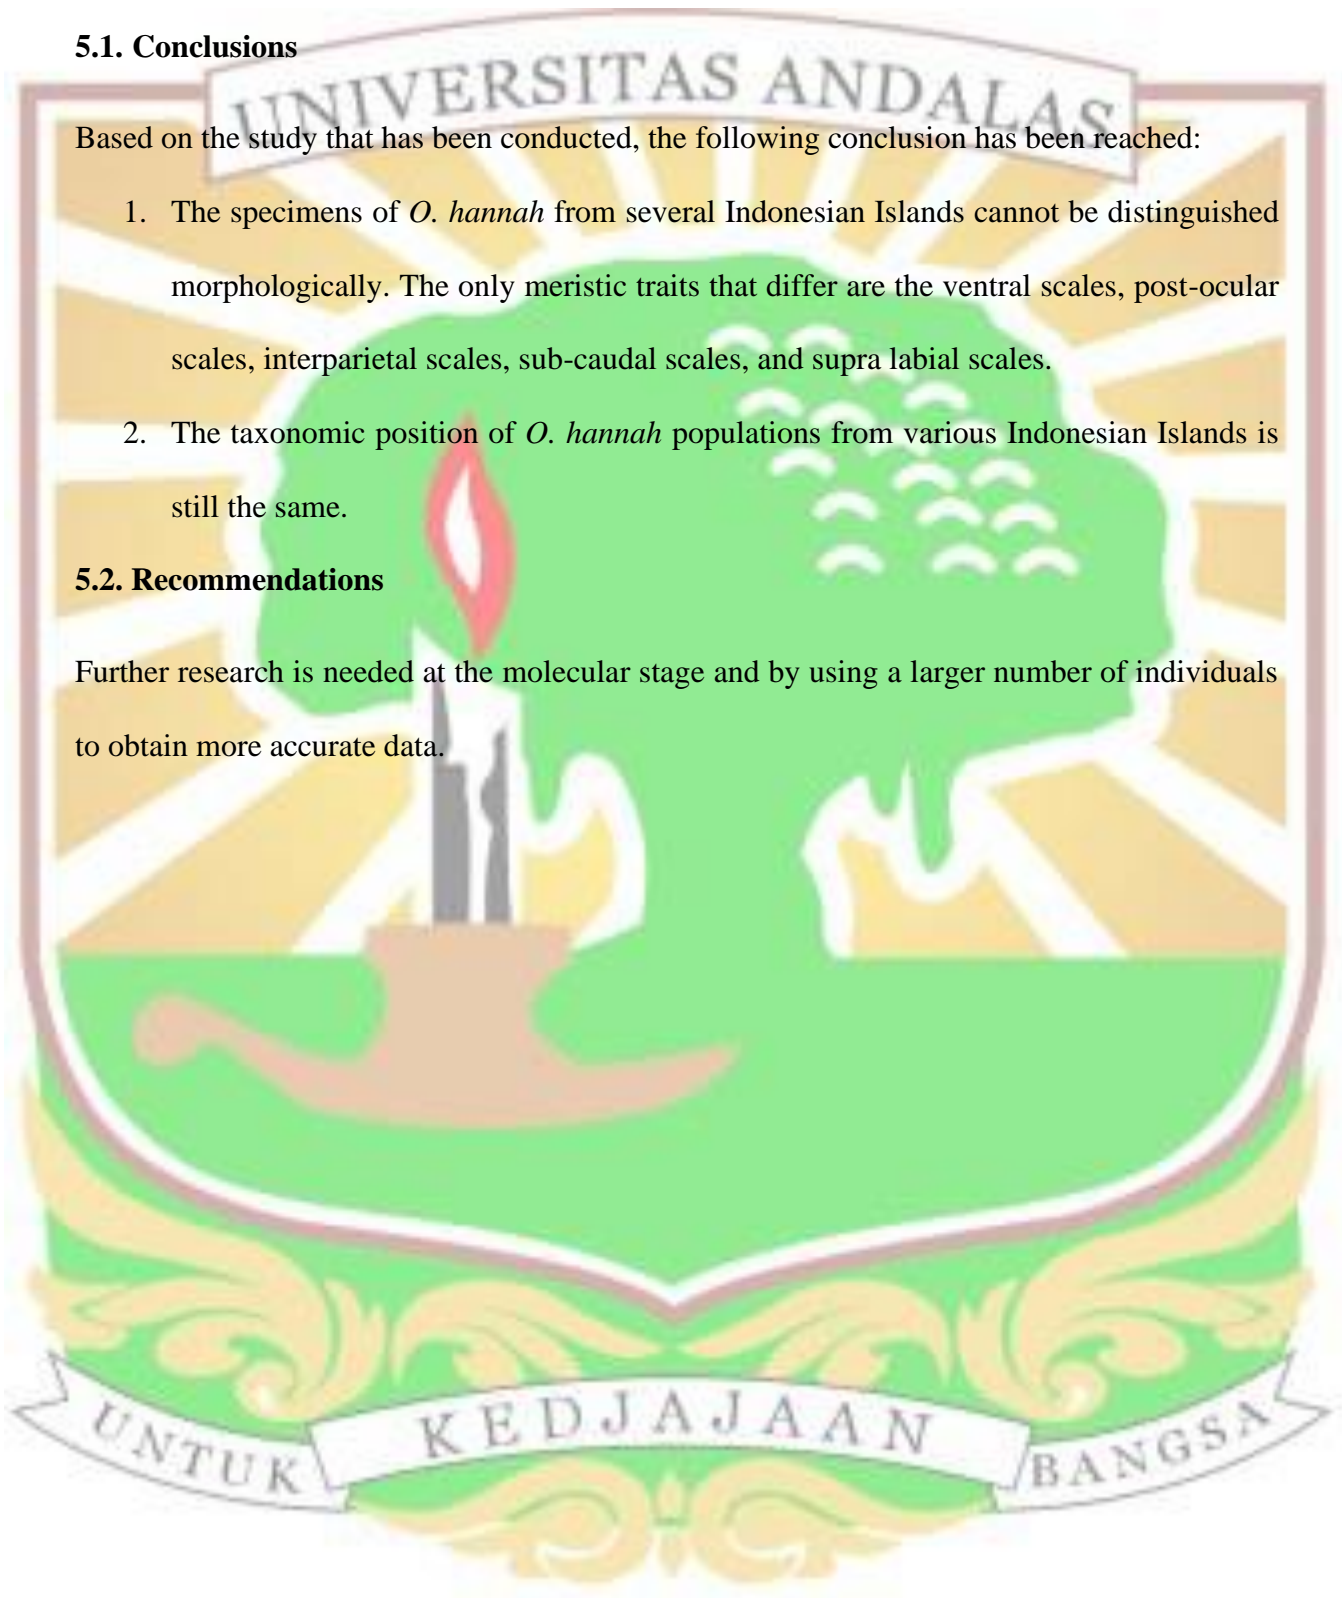 5.1. Conclusions
UNIVERSITAS ANDALAS
Based on the study that has been conducted, the following conclusion has been reached:
1. The specimens of O. hannah from several Indonesian Islands cannot be distinguished
morphologically. The only meristic traits that differ are the ventral scales, post-ocular
scales, interparietal scales, sub-caudal scales, and supra labial scales.
2. The taxonomic position of O. hannah populations from various Indonesian Islands is
still the same.
5.2. Recommendations
Further research is needed at the molecular stage and by using a larger number of individuals
to obtain more accurate data.
UNTUK KEDJAJAAN BANGSA